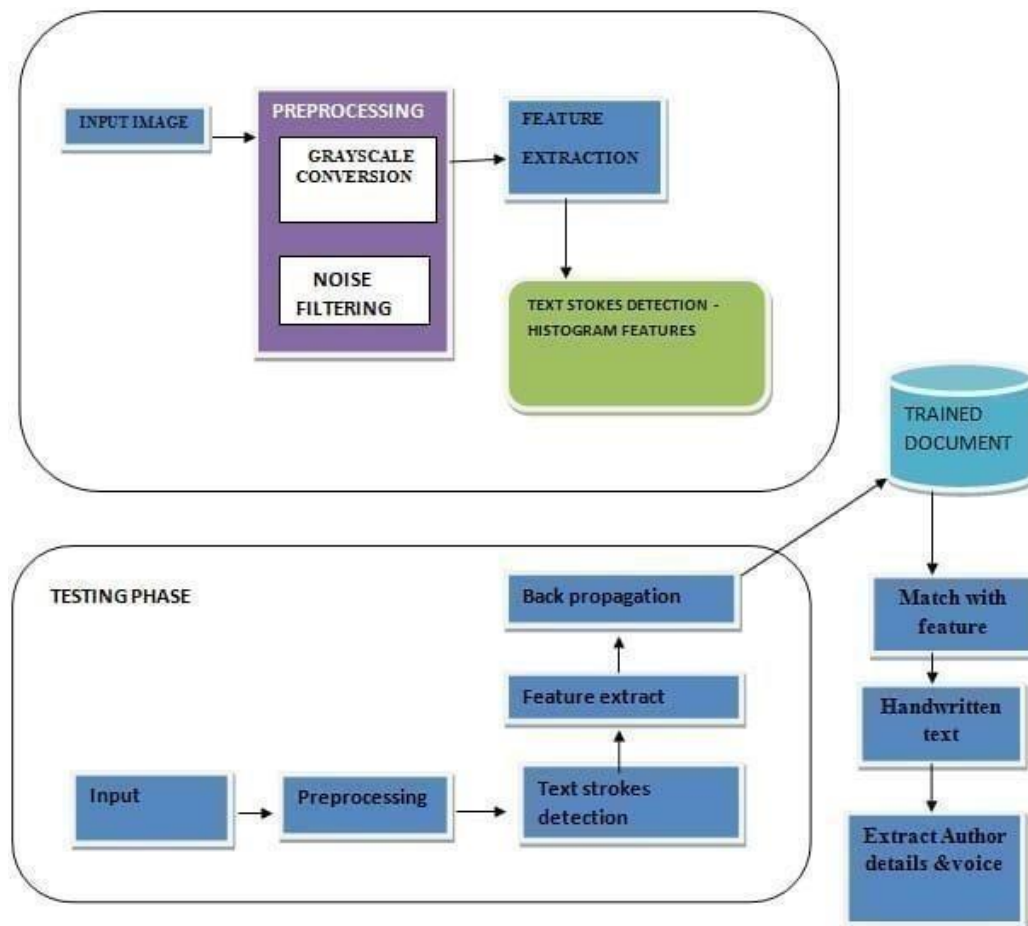 INPUT IMAGE
PREPROCESSING
GRAYSCALE
CONVERSION
NOISE
FILTERING
FEATURE
EXTRACTION
TEXT STOKES DETECTION -
HISTOGRAM FEATURES
TRAINED
DOCUMENT
TESTING PHASE
Input
Preprocessing
Text strokes
detection
Feature extract
Back propagation
Match with
feature
Handwritten
text
Extract Author
details &voice